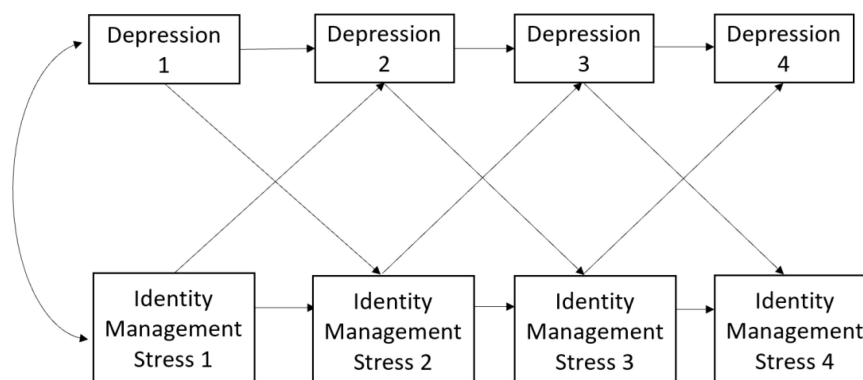 Depression
1
Depression
2
Depression
3
Depression
4
Identity
Management
Stress 1
Identity
Management
Stress 2
Identity
Management
Stress 3
Identity
Management
Stress 4